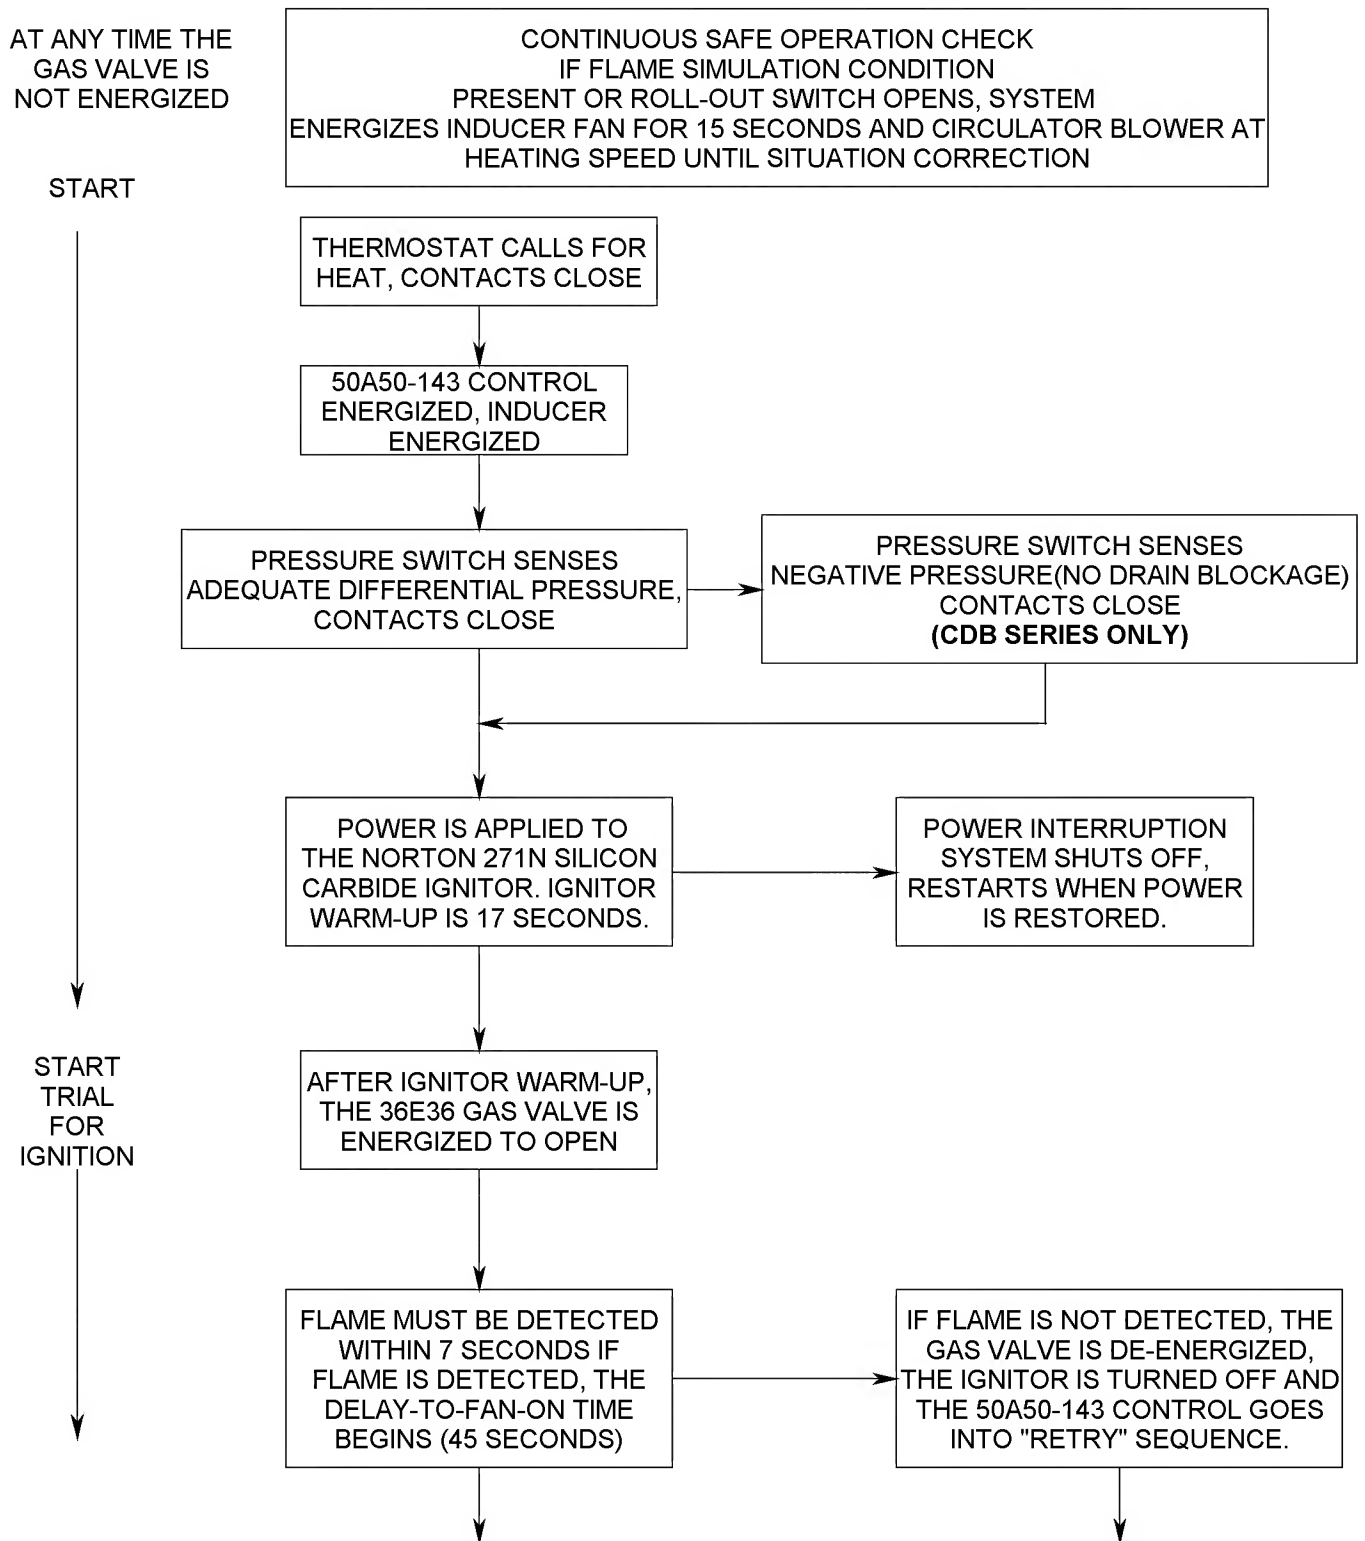 AT ANY TIME THE
GAS VALVE IS
NOT ENERGIZED
CONTINUOUS SAFE OPERATION CHECK
IF FLAME SIMULATION CONDITION
PRESENT OR ROLL-OUT SWITCH OPENS, SYSTEM
ENERGIZES INDUCER FAN FOR 15 SECONDS AND CIRCULATOR BLOWER AT
HEATING SPEED UNTIL SITUATION CORRECTION
START
THERMOSTAT CALLS FOR
HEAT, CONTACTS CLOSE
50A50-143 CONTROL
ENERGIZED, INDUCER
ENERGIZED
PRESSURE SWITCH SENSES
ADEQUATE DIFFERENTIAL PRESSURE,
CONTACTS CLOSE
PRESSURE SWITCH SENSES
NEGATIVE PRESSURE(NO DRAIN BLOCKAGE)
CONTACTS CLOSE
(CDB SERIES ONLY)
POWER IS APPLIED TO
THE NORTON 271N SILICON
CARBIDE IGNITOR. IGNITOR
WARM-UP IS 17 SECONDS.
POWER INTERRUPTION
SYSTEM SHUTS OFF,
RESTARTS WHEN POWER
IS RESTORED.
START
TRIAL
FOR
IGNITION
AFTER IGNITOR WARM-UP,
THE 36E36 GAS VALVE IS
ENERGIZED TO OPEN
FLAME MUST BE DETECTED
WITHIN 7 SECONDS IF
FLAME IS DETECTED, THE
DELAY-TO-FAN-ON TIME
BEGINS (45 SECONDS)
IF FLAME IS NOT DETECTED, THE
GAS VALVE IS DE-ENERGIZED,
THE IGNITOR IS TURNED OFF AND
THE 50A50-143 CONTROL GOES
INTO "RETRY" SEQUENCE.